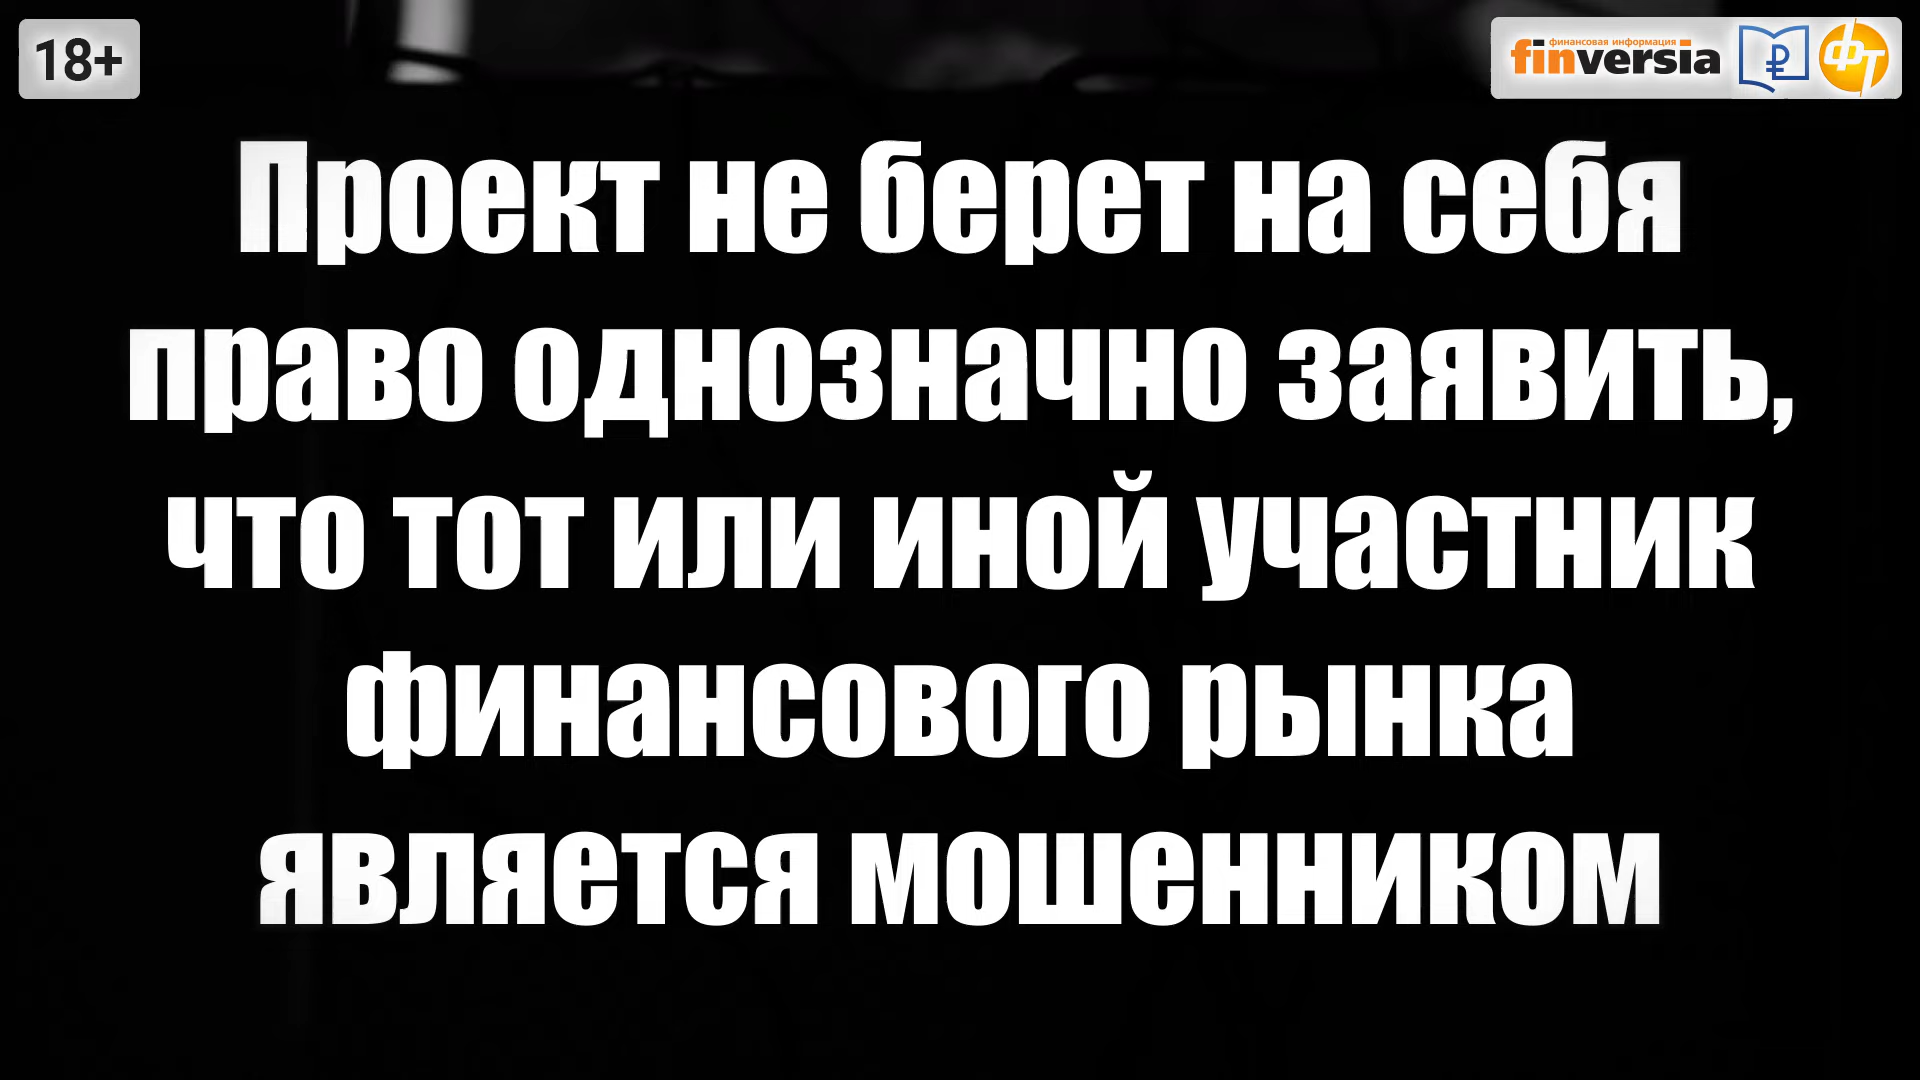 18+
финансовая информация
finversia
ФТ
Проект не берет на себя
право однозначно заявить,
что тот или иной участник
финансового рынка
является мошенником